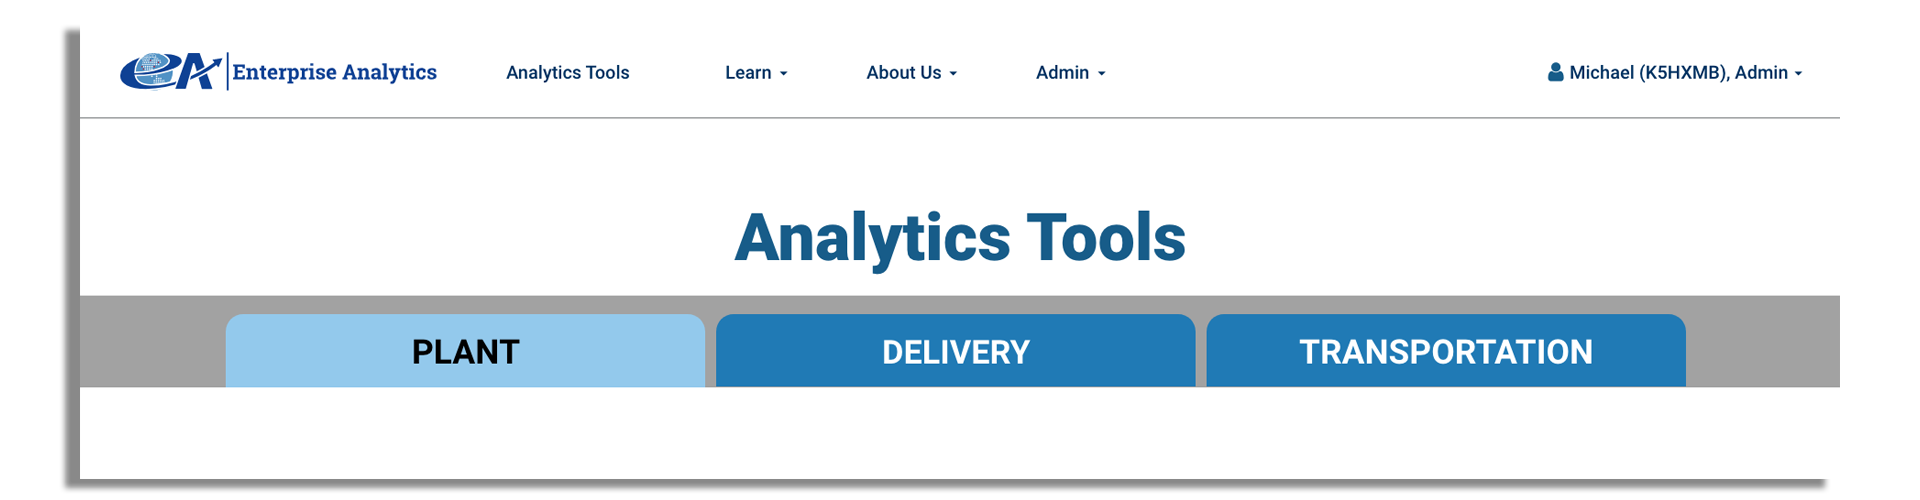 eA Enterprise Analytics Analytics Tools Learn About Us Admin Michael (K5HXMB), Admin
Analytics Tools
PLANT DELIVERY TRANSPORTATION